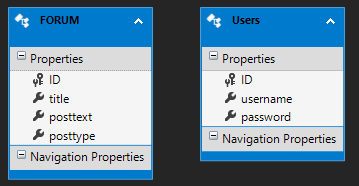 FORUM
Properties
ID
title
posttext
posttype
Navigation Properties
Users
Properties
ID
username
password
Navigation Properties